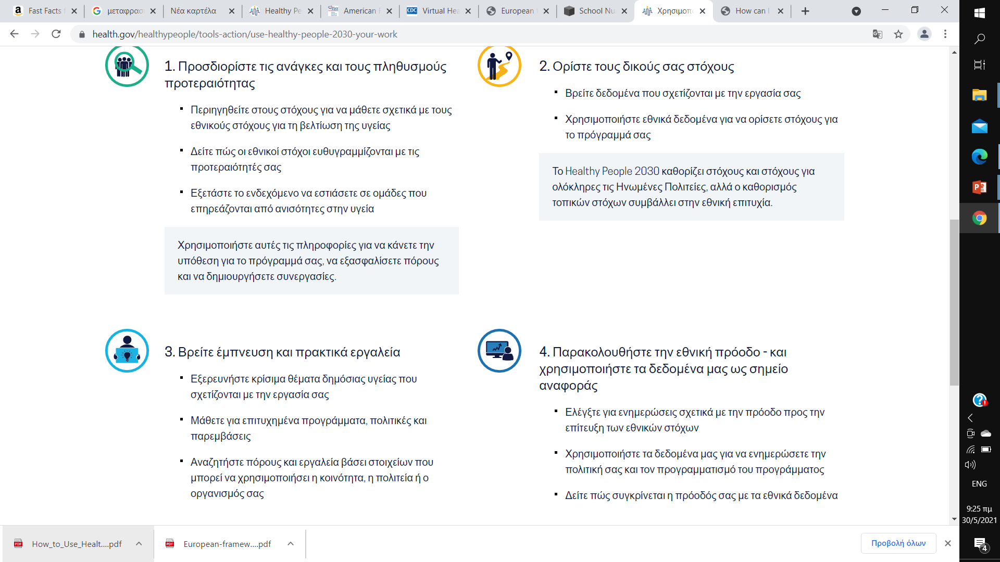 Fast Facts f
μεταφρασ
Νέα καρτέλα
Healthy Pe
American
CDC
Virtual Hea
European
School Nu
Χρησιμοπ
How can I
health.gov/healthypeople/tools-action/use-healthy-people-2030-your-work
1. Προσδιορίστε τις ανάγκες και τους πληθυσμούς
προτεραιότητας
Περιηγηθείτε στους στόχους για να μάθετε σχετικά με τους
εθνικούς στόχους για τη βελτίωση της υγείας
Δείτε πώς οι εθνικοί στόχοι ευθυγραμμίζονται με τις
προτεραιότητές σας
Εξετάστε το ενδεχόμενο να εστιάσετε σε ομάδες που
επηρεάζονται από ανισότητες στην υγεία
Χρησιμοποιήστε αυτές τις πληροφορίες για να κάνετε την
υπόθεση για το πρόγραμμά σας, να εξασφαλίσετε πόρους
και να δημιουργήσετε συνεργασίες.
2. Ορίστε τους δικούς σας στόχους
Βρείτε δεδομένα που σχετίζονται με την εργασία σας
Χρησιμοποιήστε εθνικά δεδομένα για να ορίσετε στόχους για
το πρόγραμμά σας
Το Healthy People 2030 καθορίζει στόχους και στόχους για
ολόκληρες τις Ηνωμένες Πολιτείες, αλλά ο καθορισμός
τοπικών στόχων συμβάλλει στην εθνική επιτυχία.
3. Βρείτε έμπνευση και πρακτικά εργαλεία
Εξερευνήστε κρίσιμα θέματα δημόσιας υγείας που
σχετίζονται με την εργασία σας
Μάθετε για επιτυχημένα προγράμματα, πολιτικές και
παρεμβάσεις
Αναζητήστε πόρους και εργαλεία βάσει στοιχείων που
μπορεί να χρησιμοποιήσει η κοινότητα, η πολιτεία ή ο
οργανισμός σας
4. Παρακολουθήστε την εθνική πρόοδο - και
χρησιμοποιήστε τα δεδομένα μας ως σημείο
αναφοράς
Ελέγξτε για ενημερώσεις σχετικά με την πρόοδο προς την
επίτευξη των εθνικών στόχων
Χρησιμοποιήστε τα δεδομένα μας για να ενημερώσετε την
πολιτική σας και τον προγραμματισμό του προγράμματος
Δείτε πώς συγκρίνεται η πρόοδός σας με τα εθνικά δεδομένα
How_to_Use_Healt....pdf
European-framew....pdf
Προβολή όλων
ENG
9:25 πμ
30/5/2021
4